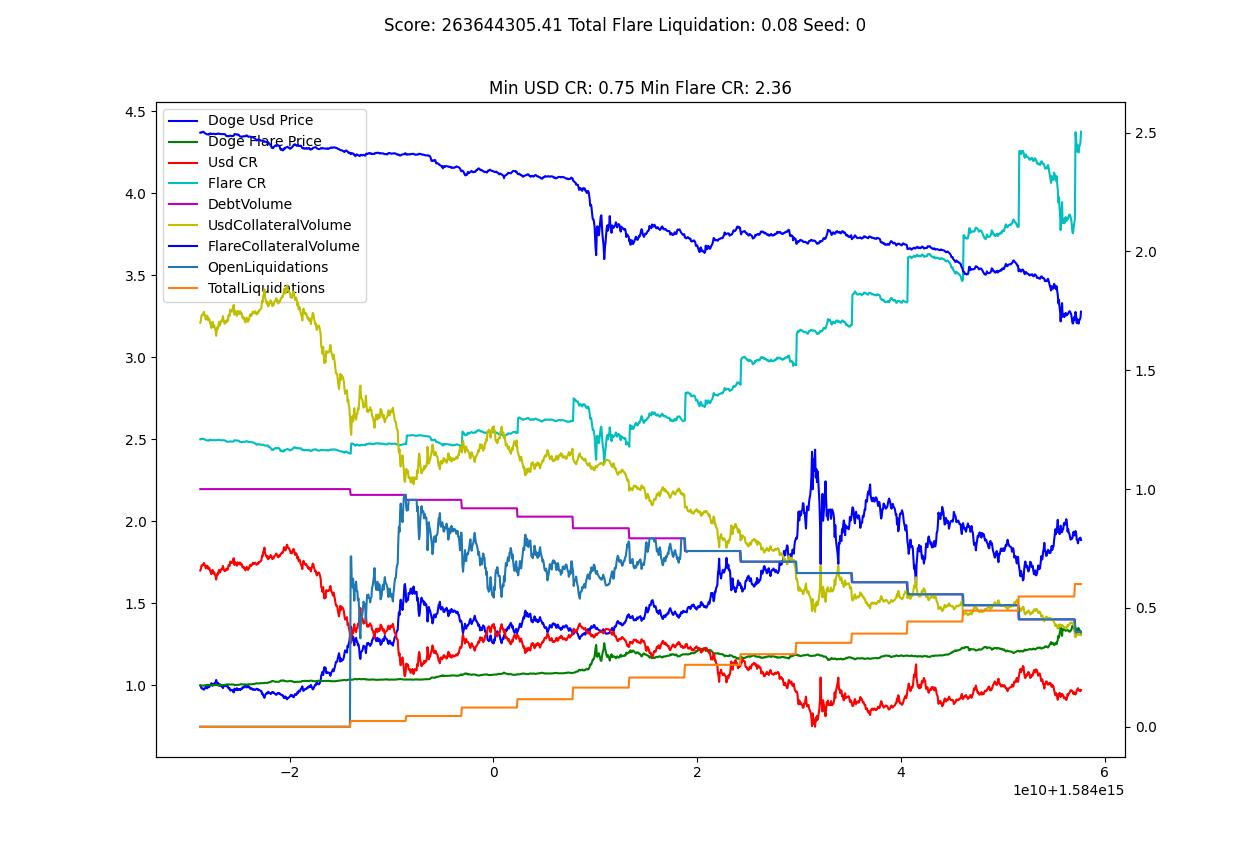 Score: 263644305.41 Total Flare Liquidation: 0.08 Seed: 0
Min USD CR: 0.75 Min Flare CR: 2.36
Doge Usd Price
Doge Flare Price
Usd CR
Flare CR
DebtVolume
UsdCollateralVolume
FlareCollateralVolume
OpenLiquidations
TotalLiquidations
4.5
4.0
3.5
3.0
2.5
2.0
1.5
1.0
2.5
2.0
1.5
1.0
0.5
0.0
−2
0
2
4
6
1e10+1.584e15